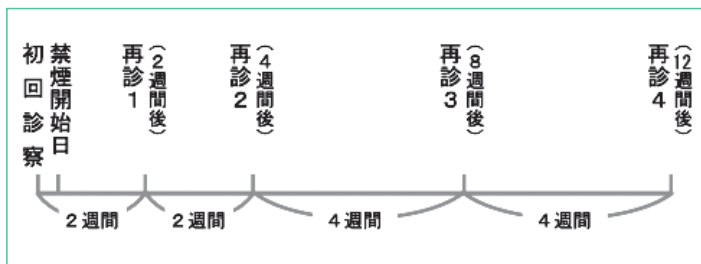 初回診察
禁煙開始日
再診1
(2週間後)
再診2
(4週間後)
再診3
(8週間後)
再診4
(12週間後)
2週間
2週間
4週間
4週間